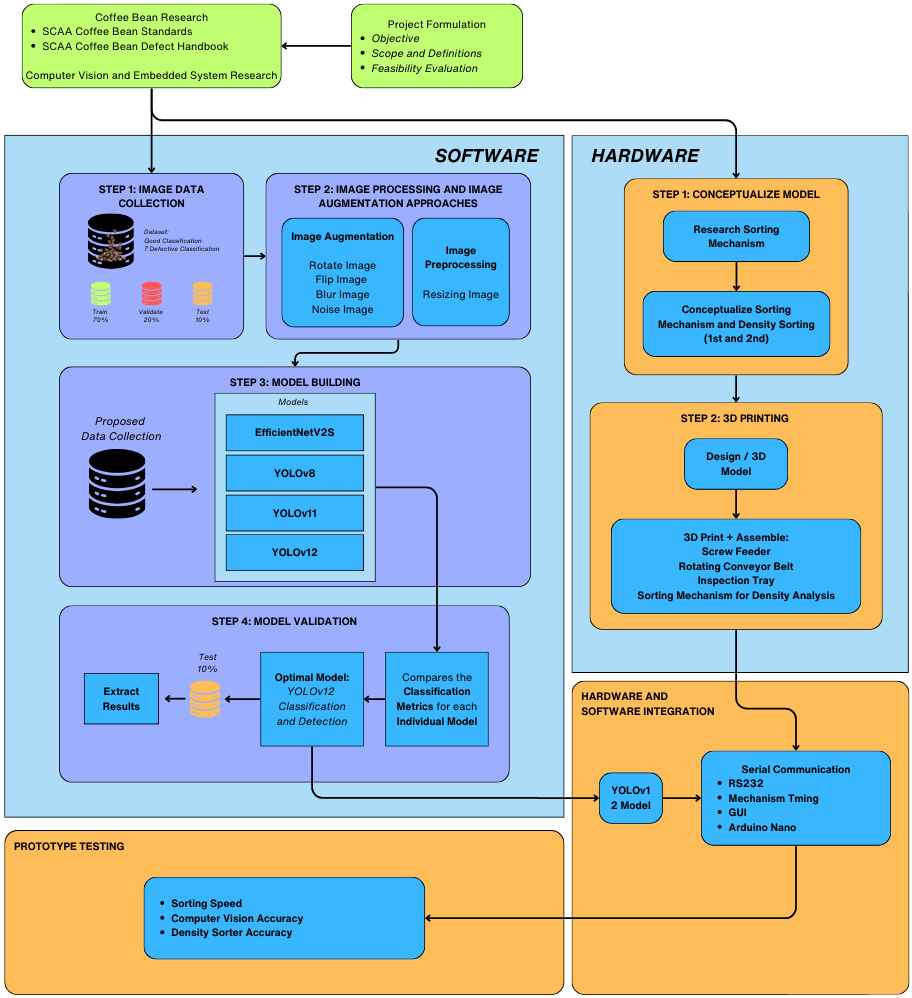 Coffee Bean Research
• SCAA Coffee Bean Standards
• SCAA Coffee Bean Defect Handbook
Computer Vision and Embedded System Research
Project Formulation
• Objective
• Scope and Definitions
• Feasibility Evaluation
SOFTWARE
STEP 1: IMAGE DATA
COLLECTION
Dataset:
Good Classification
7 Defective Classification
Train
70%
Validate
20%
Test
10%
STEP 2: IMAGE PROCESSING AND IMAGE
AUGMENTATION APPROACHES
Image Augmentation
Rotate Image
Flip Image
Blur Image
Noise Image
Image
Preprocessing
Resizing Image
STEP 3: MODEL BUILDING
Proposed
Data Collection
Models
EfficientNetV2S
YOLOv8
YOLOv11
YOLOv12
STEP 4: MODEL VALIDATION
Extract
Results
Test
10%
Optimal Model:
YOLOv12
Classification
and Detection
Compares the
Classification
Metrics for each
Individual Model
HARDWARE
STEP 1: CONCEPTUALIZE MODEL
Research Sorting
Mechanism
Conceptualize Sorting
Mechanism and Density Sorting
(1st and 2nd)
STEP 2: 3D PRINTING
Design / 3D
Model
3D Print + Assemble:
Screw Feeder
Rotating Conveyor Belt
Inspection Tray
Sorting Mechanism for Density Analysis
HARDWARE AND
SOFTWARE INTEGRATION
YOLOv1
2 Model
Serial Communication
• RS232
• Mechanism Tming
• GUI
• Arduino Nano
PROTOTYPE TESTING
• Sorting Speed
• Computer Vision Accuracy
• Density Sorter Accuracy